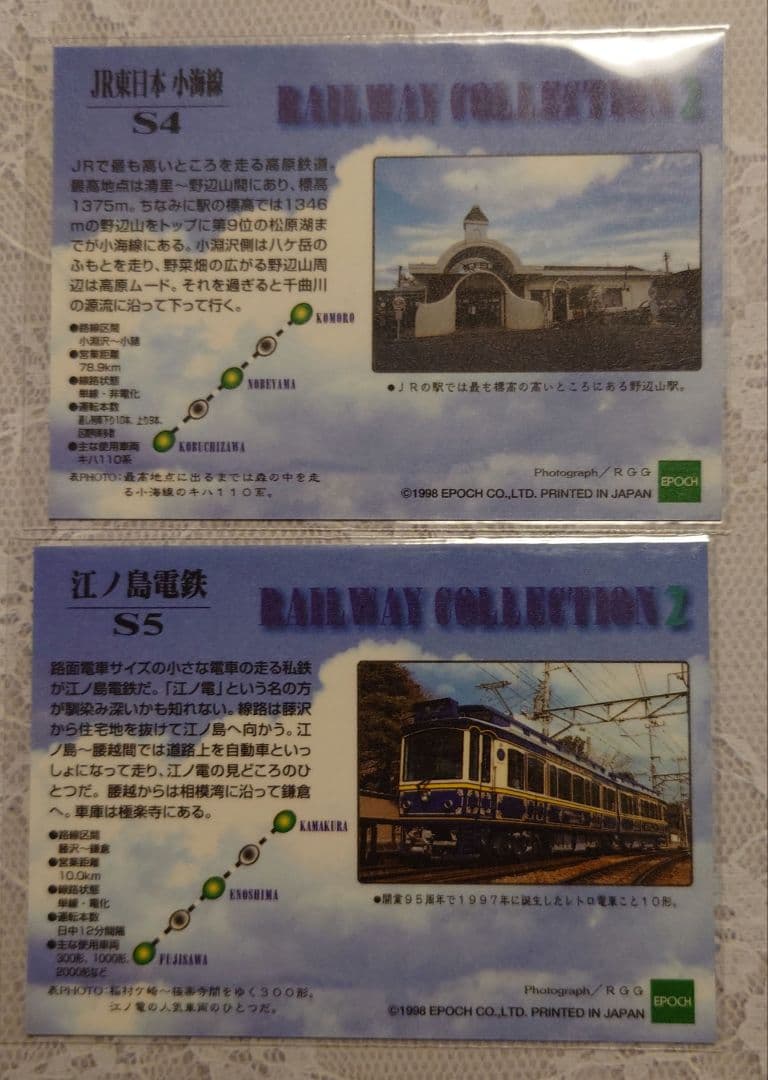 JR東日本 小海線
S4
RAILWAY COLLECTION 2
JRで最も高いところを走る高原鉄道。
最高地点は清里〜野辺山間にあり、標高
1375m。ちなみに駅の標高では1346
mの野辺山をトップに第9位の松原湖ま
でが小海線にある。小淵沢側は八ケ岳の
ふもとを走り、野菜畑の広がる野辺山周
辺は高原ムード。それを過ぎると千曲川
の源流に沿って下って行く。
●路線区間
小淵沢〜小諸
●営業距離
78.9km
●線路状態
単線・非電化
●運転本数
通し列車下り10本、上り9本、
●主な使用車両
キハ110系
KOMORO
NOBEYAMA
KOBUCHIZAWA
●JRの駅では最も標高の高いところにある野辺山駅。
表PHOTO:最高地点に出るまでは森の中を走
る小海線のキハ110系。
Photograph/RGG
©1998 EPOCH CO.,LTD. PRINTED IN JAPAN
EPOCH
江ノ島電鉄
S5
RAILWAY COLLECTION 2
路面電車サイズの小さな電車の走る私鉄
が江ノ島電鉄だ。「江ノ電」という名の方
が馴染み深いかも知れない。線路は藤沢
から住宅地を抜けて江ノ島へ向かう。江
ノ島〜腰越間では道路上を自動車といっ
しょになって走り、江ノ電の見どころのひ
とつだ。腰越からは相模湾に沿って鎌倉
へ。車庫は極楽寺にある。
●路線区間
藤沢〜鎌倉
●営業距離
10.0km
●線路状態
単線・電化
●運転本数
日中12分間隔
●主な使用車両
300形、1000形、
2000形など
KAMAKURA
ENOSHIMA
FUJISAWA
●開業95周年で1997年に誕生したレトロ電車こと10形。
表PHOTO:稲村ケ崎〜極楽寺間をゆく300形。
江ノ電の人気車両のひとつだ。
Photograph/RGG
©1998 EPOCH CO.,LTD. PRINTED IN JAPAN
EPOCH